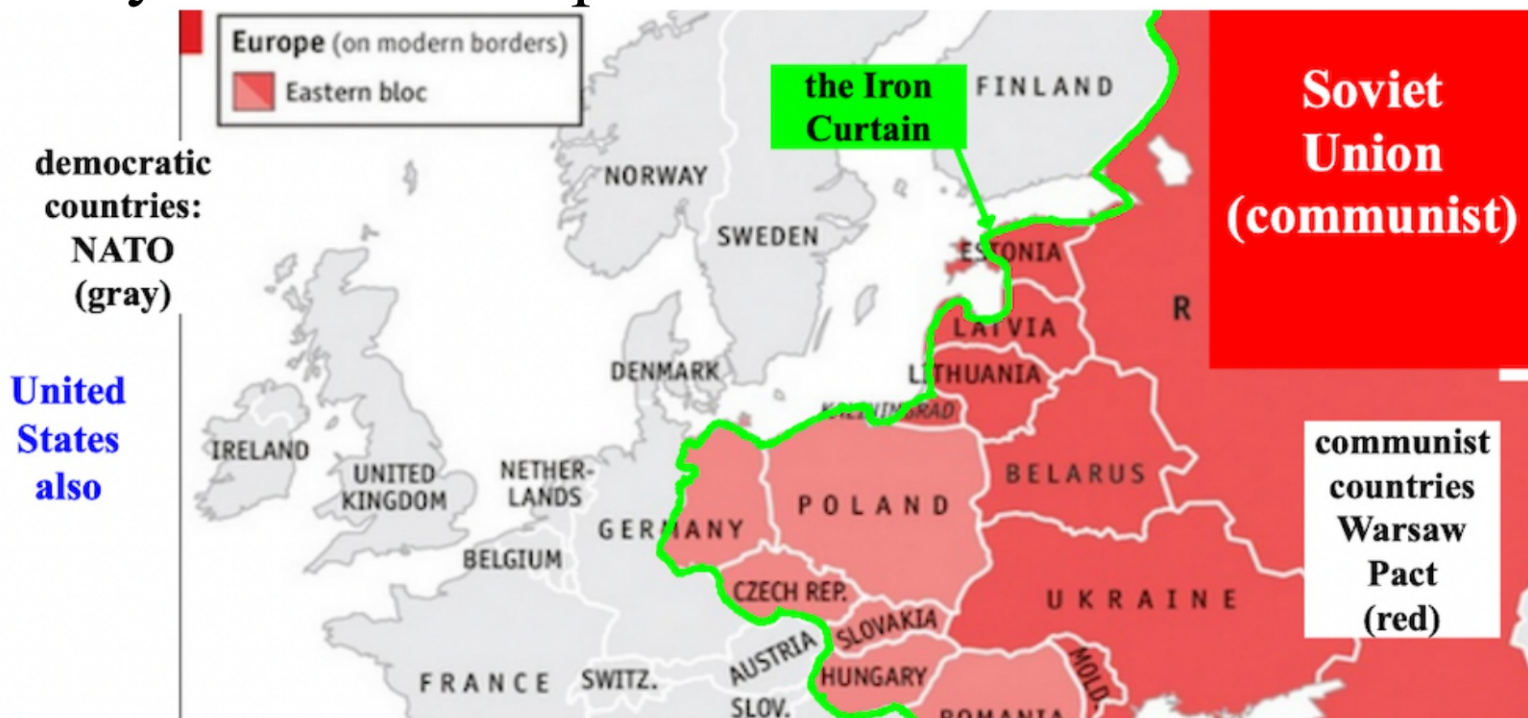 Europe (on modern borders)
Eastern bloc
the Iron
Curtain
FINLAND
Soviet
Union
(communist)
democratic
countries:
NATO
(gray)
NORWAY
SWEDEN
ESTONIA
R
LATVIA
United
States
also
DENMARK
LITHUANIA
KALININGRAD
IRELAND
UNITED
KINGDOM
NETHER-
LANDS
GERMANY
POLAND
BELARUS
communist
countries
Warsaw
Pact
(red)
BELGIUM
CZECH REP.
UKRAINE
SLOVAKIA
AUSTRIA
FRANCE
SWITZ.
HUNGARY
MOLD.
SLOV.
ROMANIA